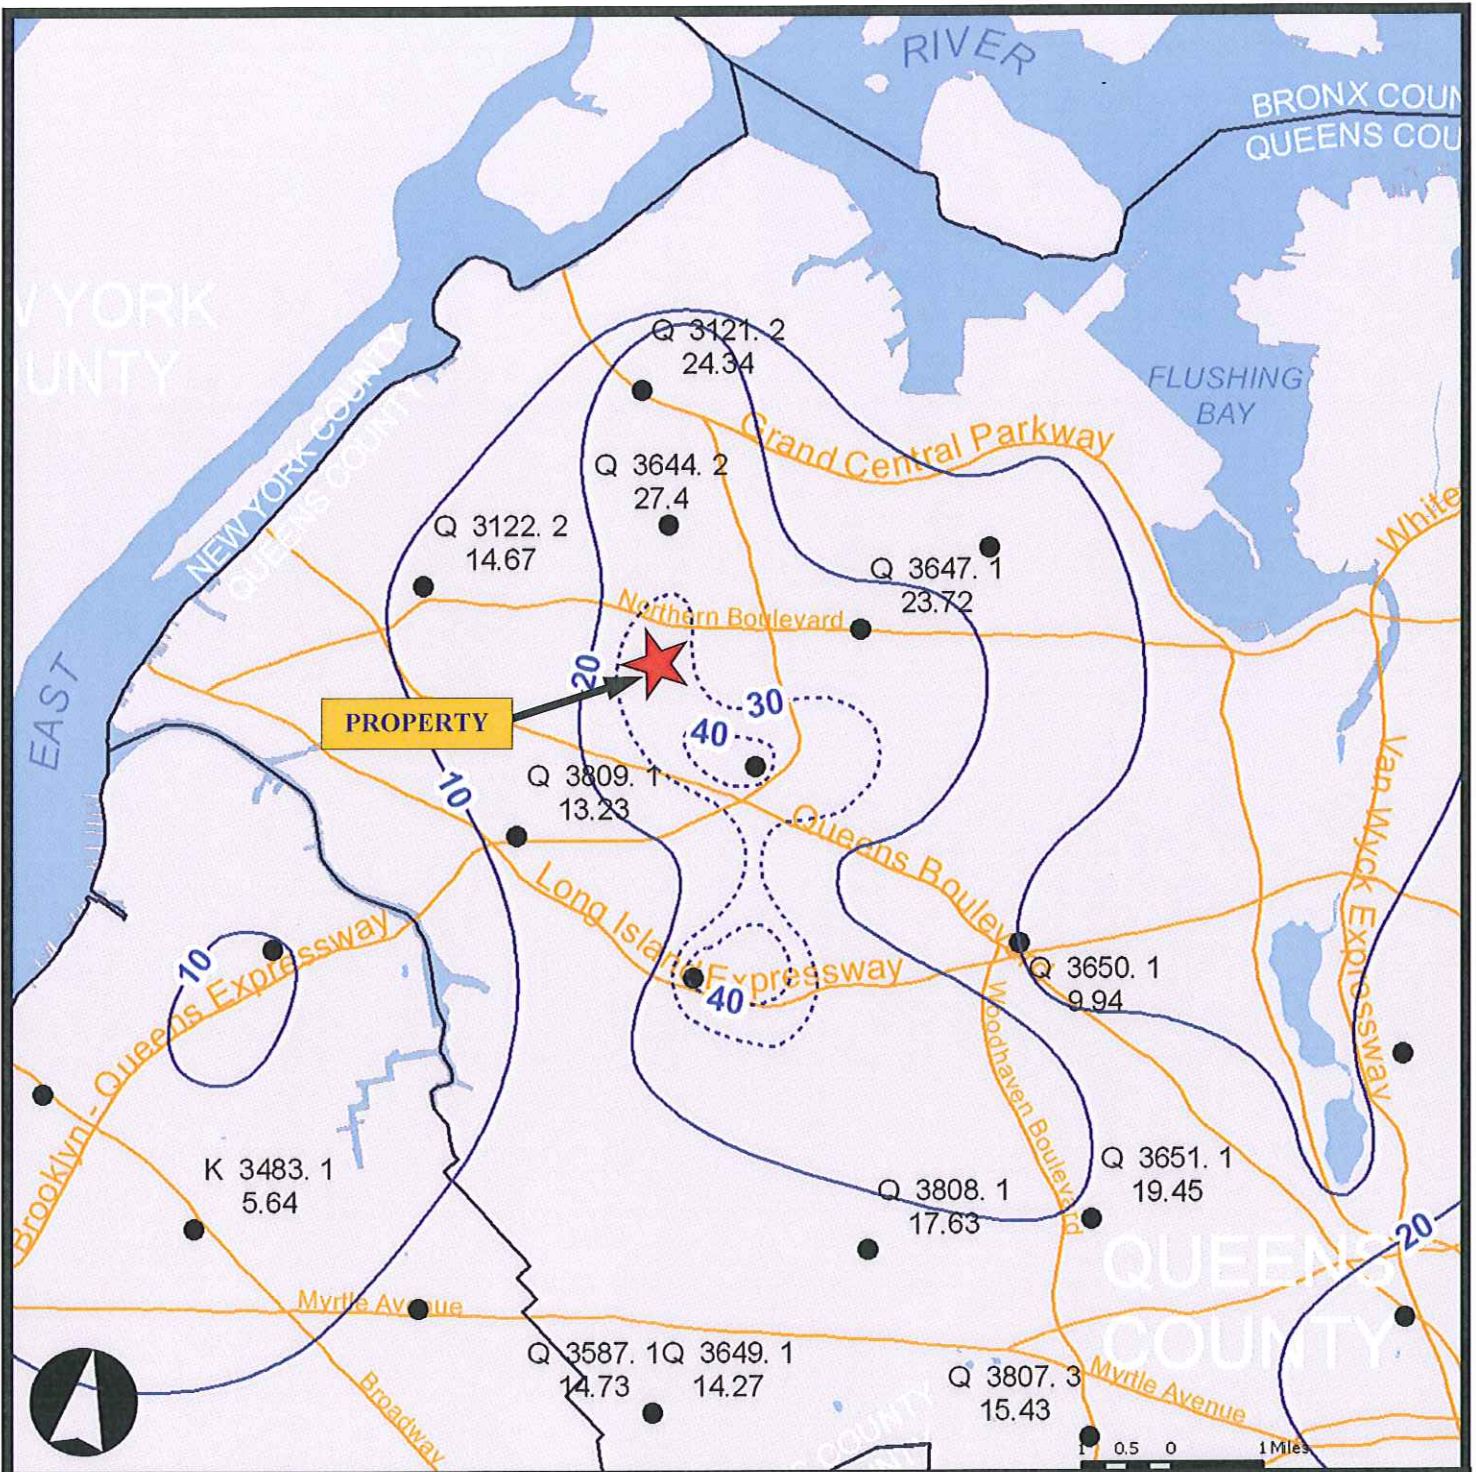 RIVER
BRONX COUN
QUEENS COU
W YORK
OUNTY
NEW YORK COUNTY
QUEENS COUNTY
Q 3121. 2
24.34
FLUSHING
BAY
Grand Central Parkway
Q 3644. 2
27.4
Q 3122. 2
14.67
White
Q 3647. 1
23.72
Northern Boulevard
EAST
20
30
PROPERTY
40
Q 3809. 1
13.23
10
Queens Boulevard
Van Wyck Expressway
Long Island Expressway
10
Brooklyn - Queens Expressway
40
Q 3650. 1
9.94
Woodhaven Boulevard
K 3483. 1
5.64
Q 3651. 1
19.45
Q 3808. 1
17.63
20
QUEENS
COUNTY
Myrtle Avenue
Q 3587. 1
14.73
Q 3649. 1
14.27
Q 3807. 3
15.43
Myrtle Avenue
Broadway
COUNTY
1 0.5 0 1 Miles